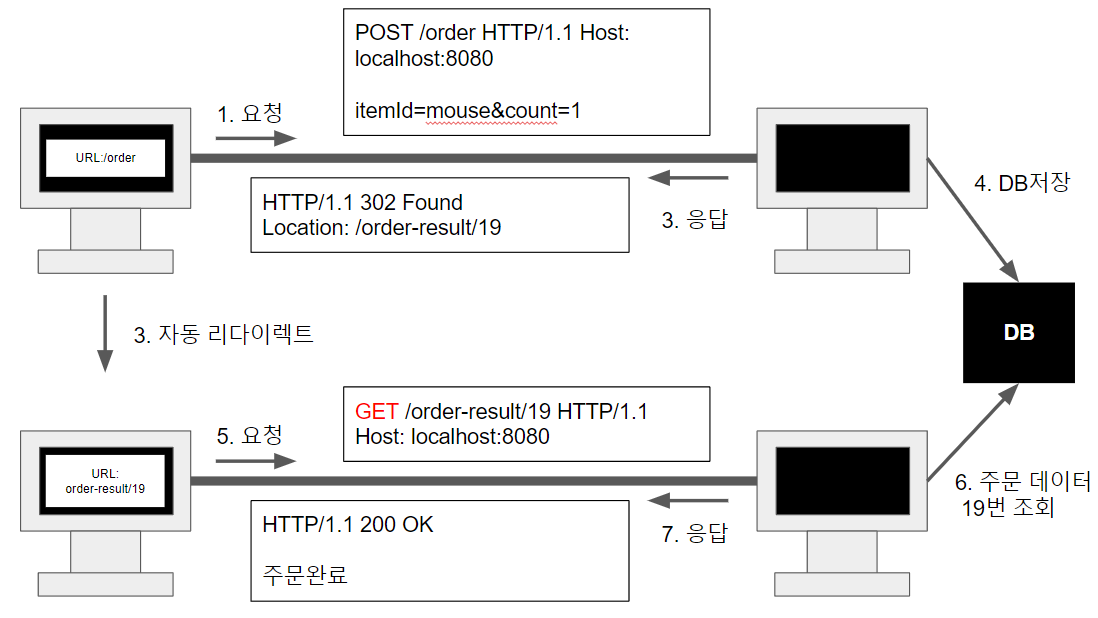 POST /order HTTP/1.1 Host:
localhost:8080
itemId=mouse&count=1
1. 요청
URL:/order
HTTP/1.1 302 Found
Location: /order-result/19
3. 응답
4. DB저장
3. 자동 리다이렉트
DB
GET /order-result/19 HTTP/1.1
Host: localhost:8080
5. 요청
URL:
order-result/19
HTTP/1.1 200 OK
주문완료
7. 응답
6. 주문 데이터
19번 조회